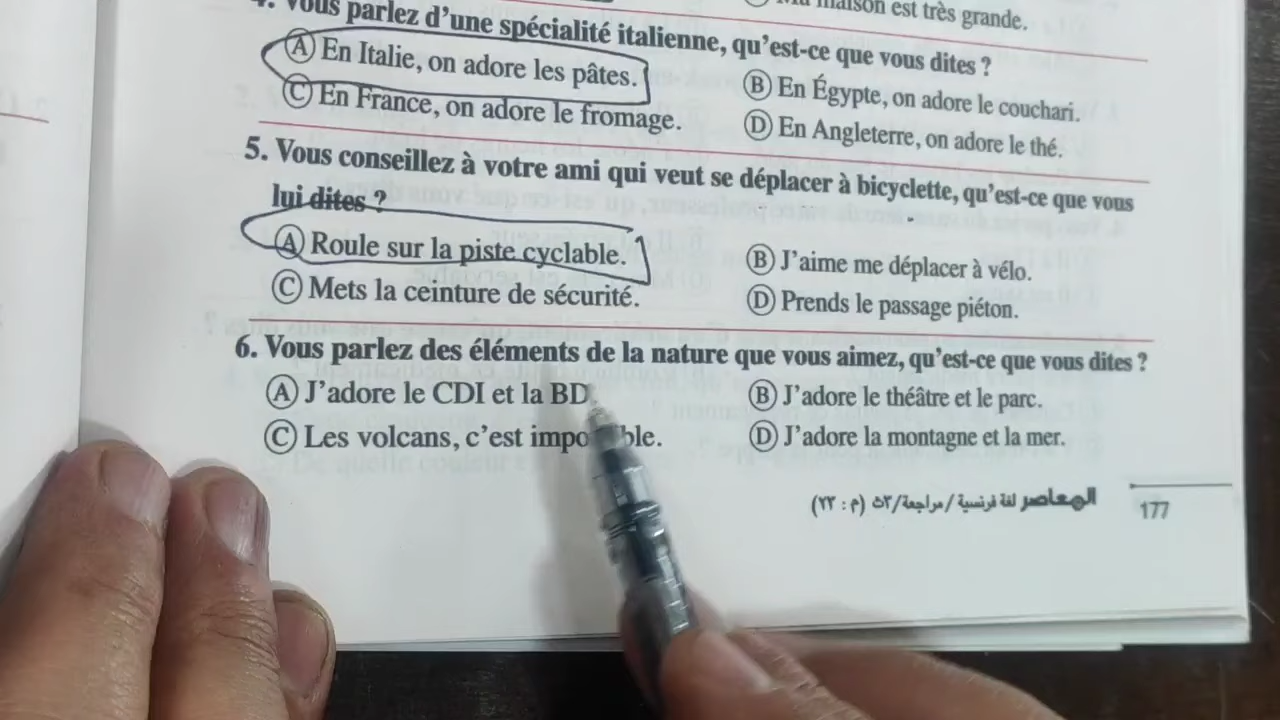 4. Vous parlez d'une spécialité italienne, qu'est-ce que vous dites ?
maison est très grande.
Ⓐ En Italie, on adore les pâtes.
Ⓑ En Égypte, on adore le couchari.
Ⓒ En France, on adore le fromage.
Ⓓ En Angleterre, on adore le thé.
5. Vous conseillez à votre ami qui veut se déplacer à bicyclette, qu'est-ce que vous
lui dites ?
Ⓐ Roule sur la piste cyclable.
Ⓑ J'aime me déplacer à vélo.
Ⓒ Mets la ceinture de sécurité.
Ⓓ Prends le passage piéton.
6. Vous parlez des éléments de la nature que vous aimez, qu'est-ce que vous dites ?
Ⓐ J'adore le CDI et la BD
Ⓑ J'adore le théâtre et le parc.
Ⓒ Les volcans, c'est
Ⓓ J'adore la montagne et la mer.
المعاصر لغة فرنسية / مراجعة / ٣ث (م : ٢٣)
177